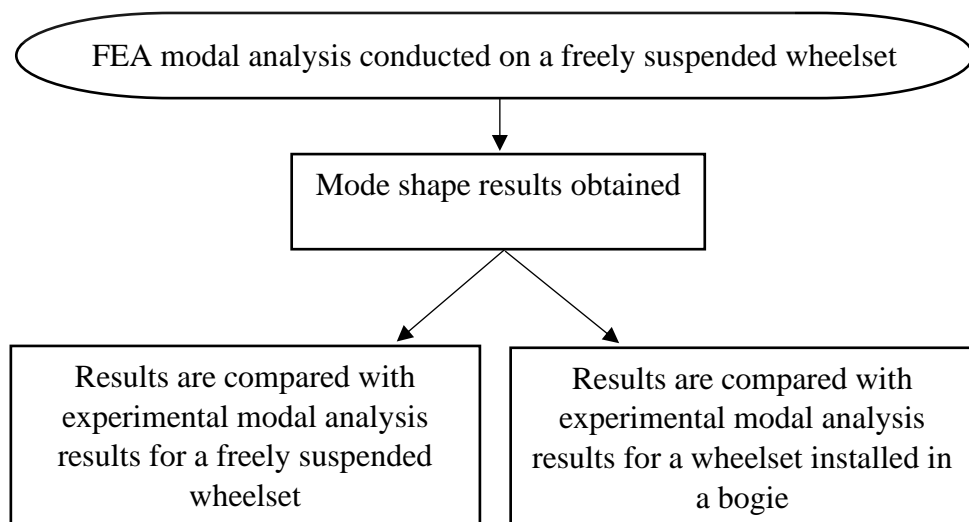 FEA modal analysis conducted on a freely suspended wheelset
Mode shape results obtained
Results are compared with
experimental modal analysis
results for a freely suspended
wheelset
Results are compared with
experimental modal analysis
results for a wheelset installed in
a bogie